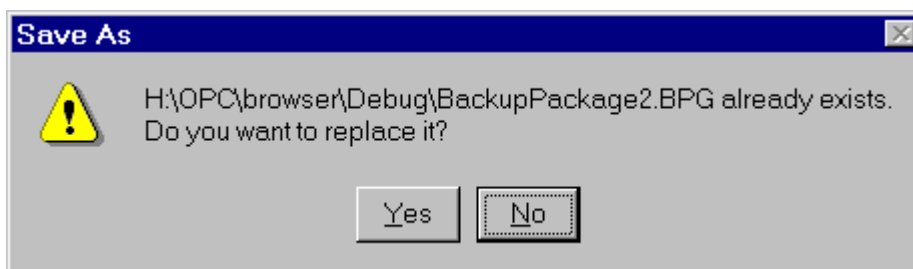 Save As
H:\OPC\browser\Debug\BackupPackage2.BPG already exists.
Do you want to replace it?
Yes
No